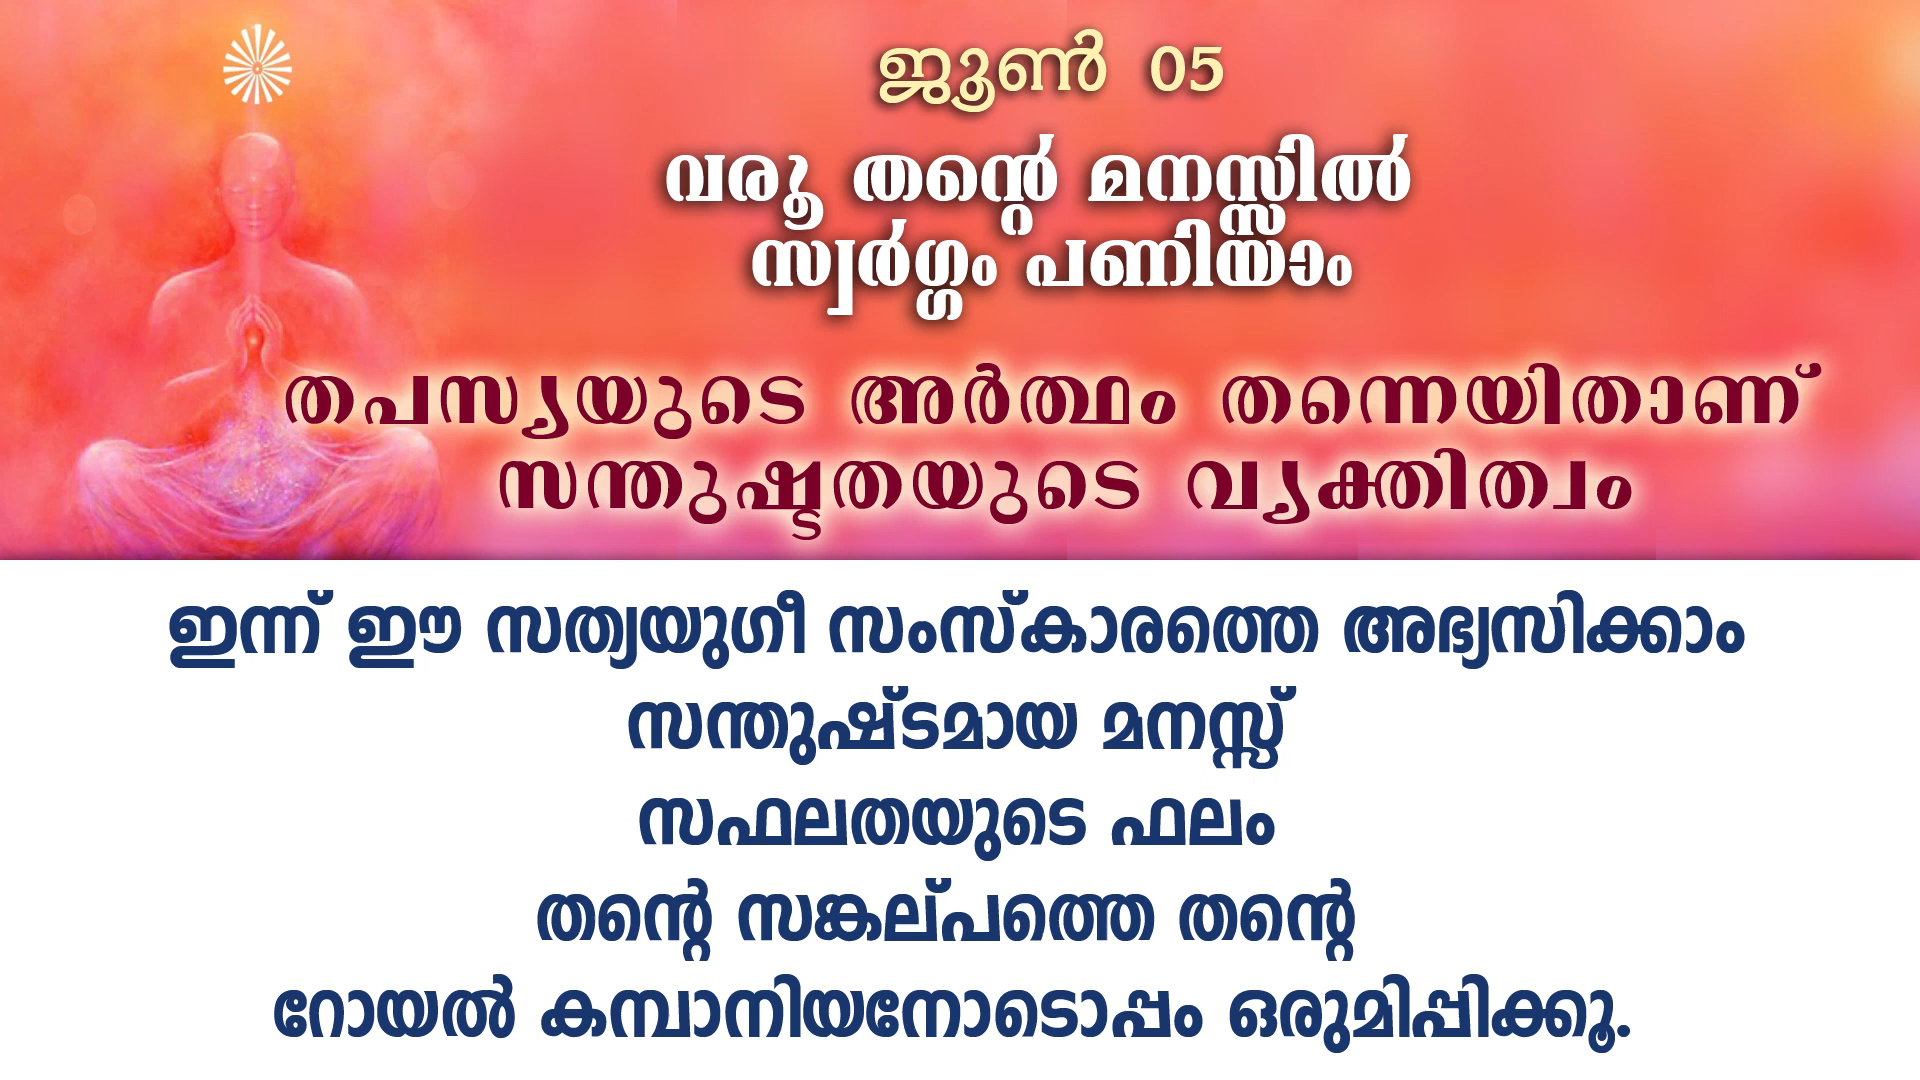 ജൂൺ 05
വരൂ തന്റെ മനസ്സിൽ
സ്വർഗ്ഗം പണിയാം
തപസ്യയുടെ അർത്ഥം തന്നെയിതാണ്
സന്തുഷ്ടതയുടെ വ്യക്തിത്വം
ഇന്ന് ഈ സത്യയുഗീ സംസ്കാരത്തെ അഭ്യസിക്കാം
സന്തുഷ്ടമായ മനസ്സ്
സഫലതയുടെ ഫലം
തന്റെ സങ്കല്പത്തെ തന്റെ
റോയൽ കമ്പാനിയനോടൊപ്പം ഒരുമിപ്പിക്കൂ.